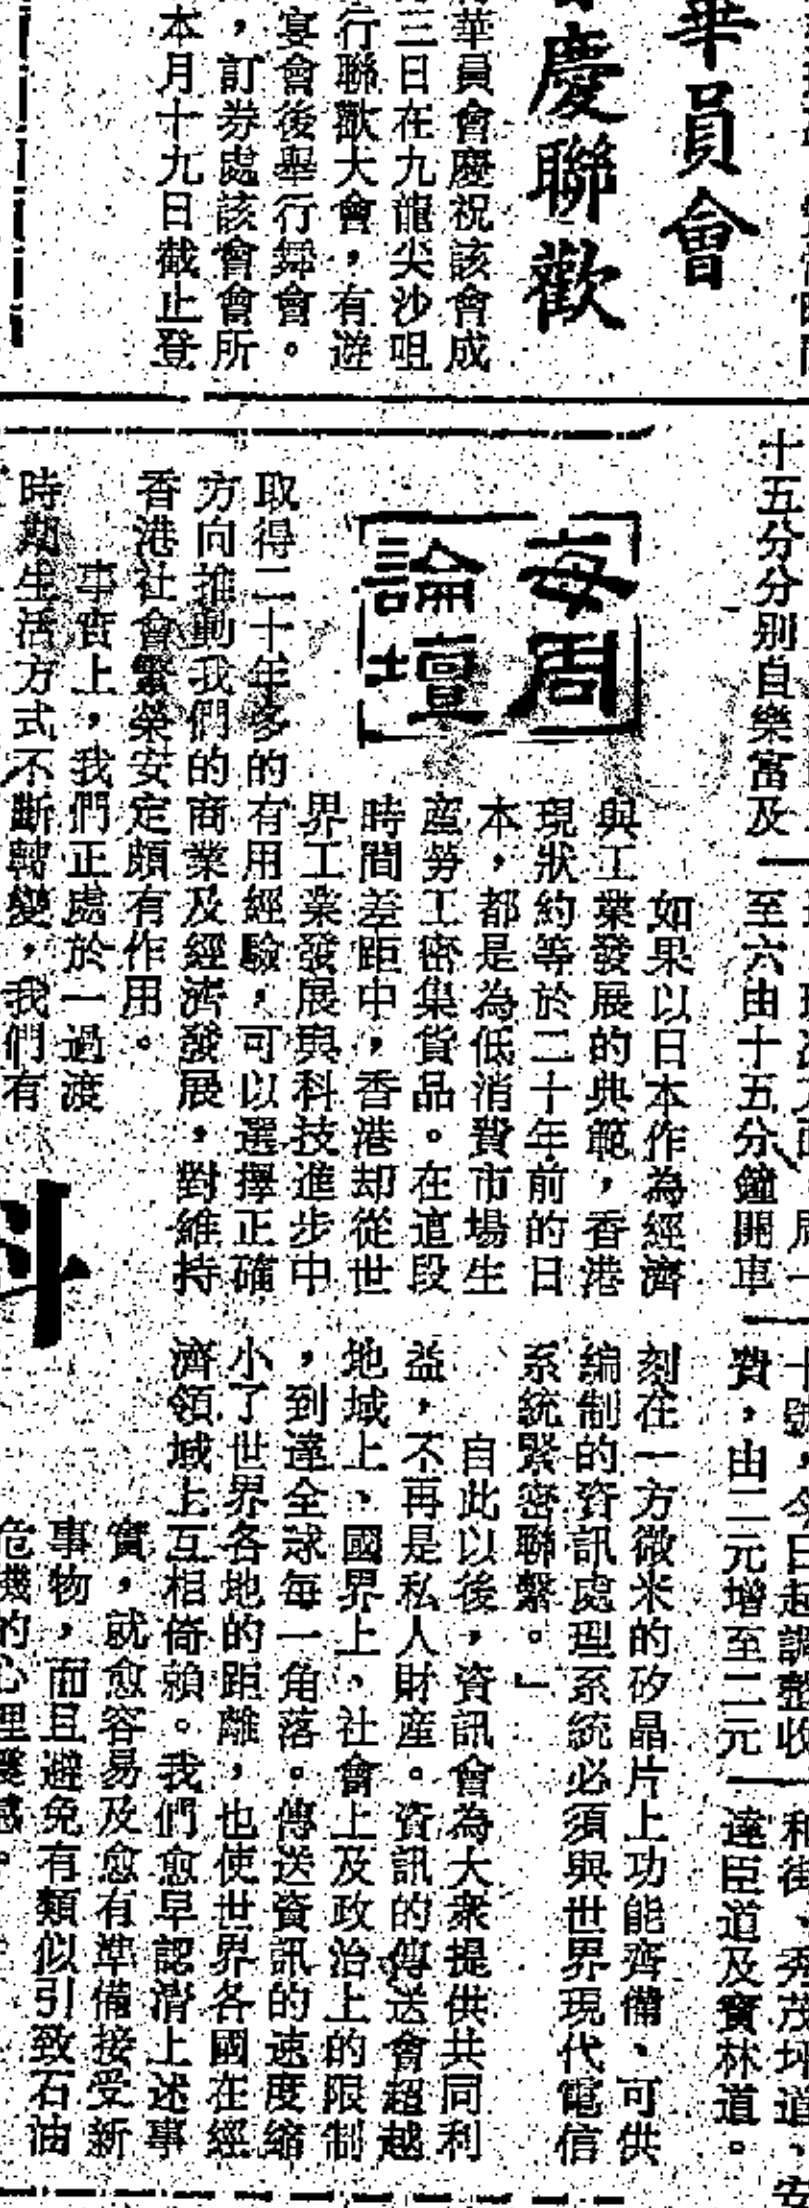 華員會
慶聯歡
華員會慶祝該會成
三日在九龍尖沙咀
行聯歡大會，有遊
宴會後舉行舞會。
，訂券處該會會所
本月十九日截止登
十五分分別自樂富及
至六由十五分鐘開車
費，由二元增至二元
達臣道及寶林道。
十號，今日起調整收
和街、秀茂坪道、安
每周
論壇
如果以日本作為經濟
與工業發展的典範，香港
現狀約等於二十年前的日
本，都是為低消費市場生
產勞工密集貨品。在這段
時間差距中，香港却從世
界工業發展與科技進步中
取得二十年多的有用經驗，可以選擇正確
方向推動我們的商業及經濟發展，對維持
香港社會繁榮安定頗有作用。
事實上，我們正處於一過渡
時期生活方式不斷轉變，我們有
科
刻在一方微米的矽晶片上功能齊備、可供
編制的資訊處理系統必須與世界現代電信
系統緊密聯繫。」
自此以後，資訊會為大衆提供共同利
益，不再是私人財產。資訊的傳送會超越
地域上、國界上、社會上及政治上的限制
，到達全球每一角落。傳送資訊的速度縮
小了世界各地的距離，也使世界各國在經
濟領域上互相倚賴。我們愈早認清上述事
實，就愈容易及愈有準備接受新
事物，而且避免有類似引致石油
危機的心理震撼。